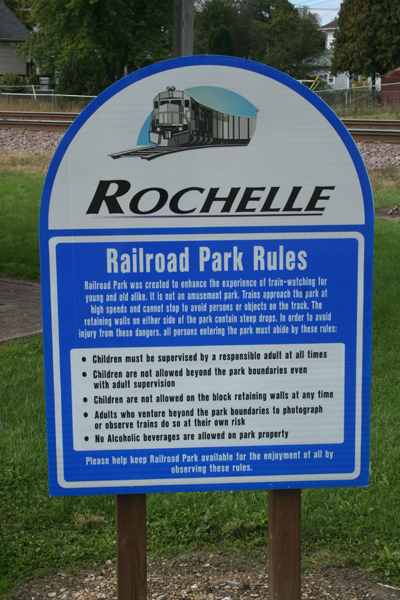 ROCHELLE
Railroad Park Rules
Railroad Park was created to enhance the experience of train-watching for
young and old alike. It is not an amusement park. Trains approach the park at
high speeds and cannot stop to avoid persons or objects on the track. The
retaining walls on either side of the park contain steep drops. In order to avoid
injury from these dangers, all persons entering the park must abide by these rules:
• Children must be supervised by a responsible adult at all times
• Children are not allowed beyond the park boundaries even
with adult supervision
• Children are not allowed on the block retaining walls at any time
• Adults who venture beyond the park boundaries to photograph
or observe trains do so at their own risk
• No Alcoholic beverages are allowed on park property
Please help keep Railroad Park available for the enjoyment of all by
observing these rules.